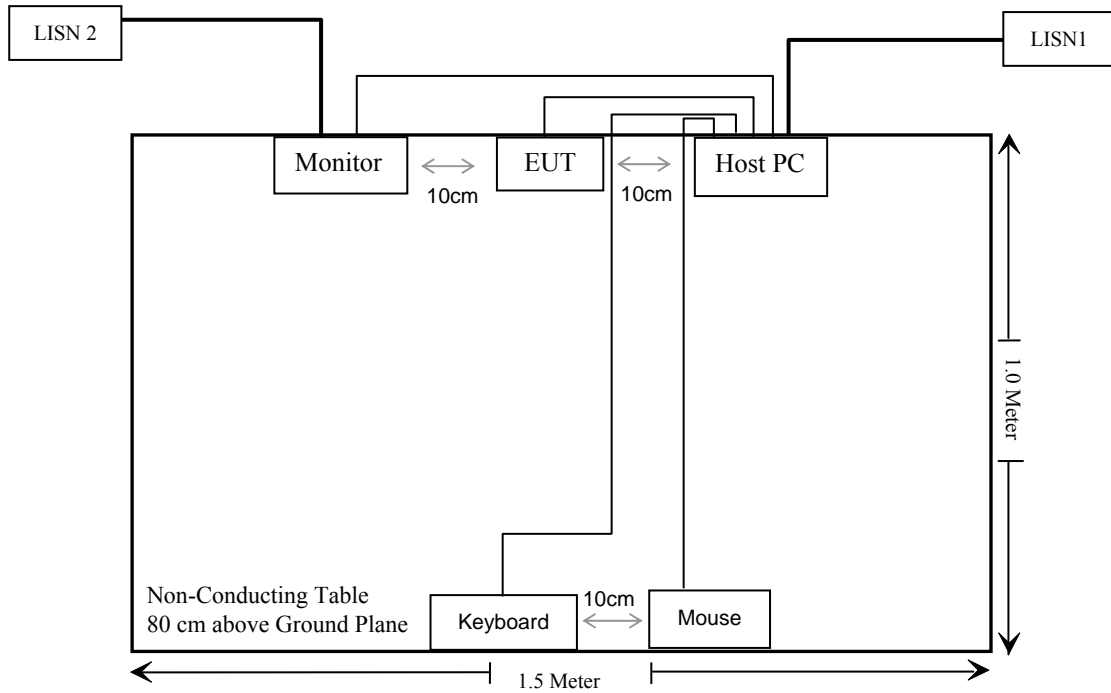 LISN 2
LISN1
Monitor
EUT
Host PC
10cm
10cm
1.0 Meter
Non-Conducting Table
80 cm above Ground Plane
Keyboard
10cm
Mouse
1.5 Meter